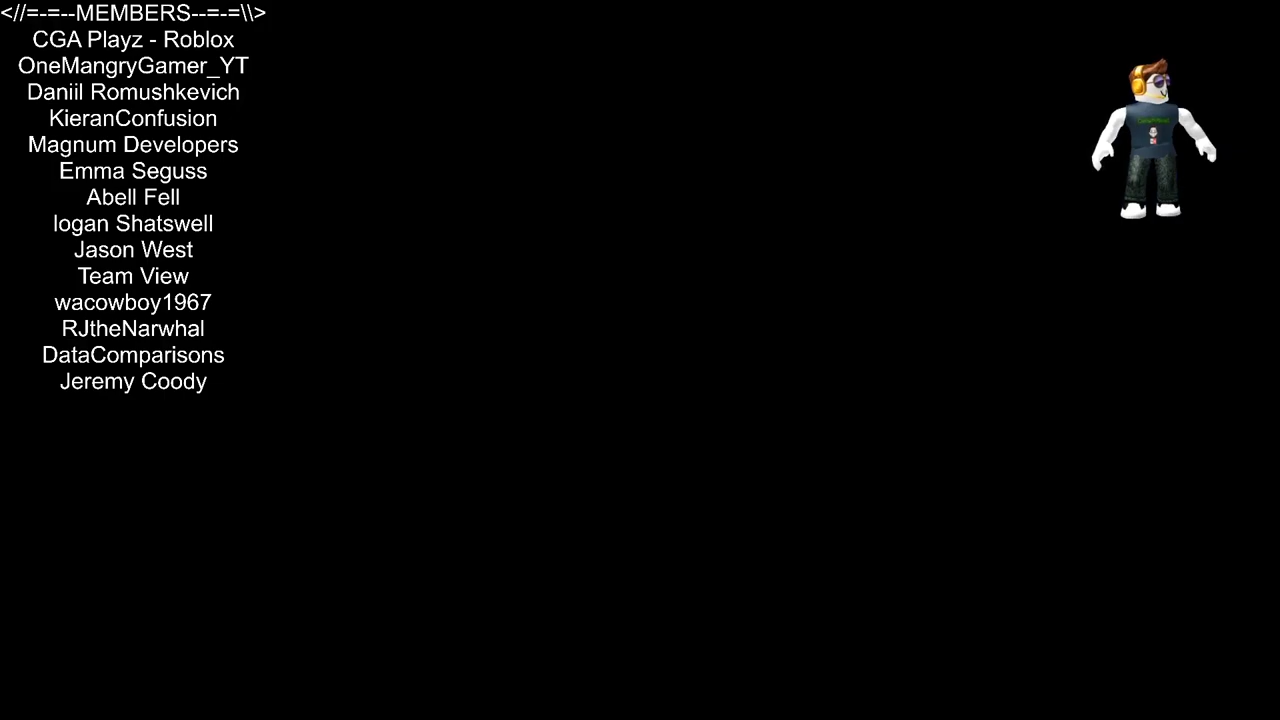 <//=-=--MEMBERS--=-=\\>
CGA Playz - Roblox
OneMangryGamer_YT
Daniil Romushkevich
KieranConfusion
Magnum Developers
Emma Seguss
Abell Fell
logan Shatswell
Jason West
Team View
wacowboy1967
RJtheNarwhal
DataComparisons
Jeremy Coody